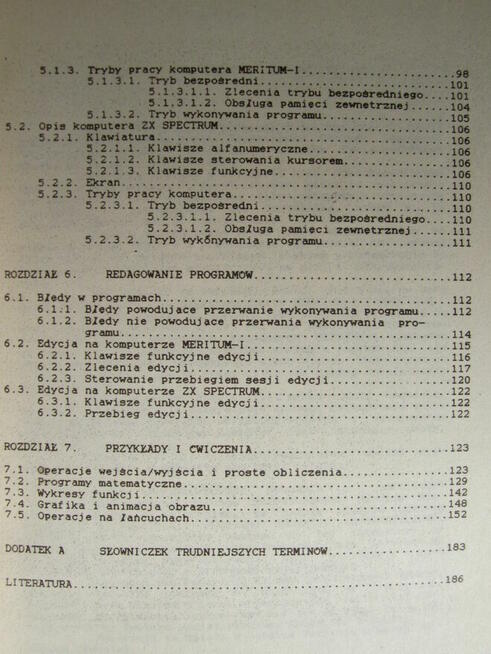 5.1.3. Tryby pracy komputera MERITUM-I...................98
5.1.3.1. Tryb bezpośredni........................101
5.1.3.1.1. Zlecenia trybu bezpośredniego....101
5.1.3.1.2. Obsługa pamięci zewnetrznej....104
5.1.3.2. Tryb wykonywania programu................105
5.2. Opis komputera ZX SPECTRUM.............................106
5.2.1. Klawiatura.......................................106
5.2.1.1. Klawisze alfanumeryczne...................106
5.2.1.2. Klawisze sterowania kursorem..............106
5.2.1.3. Klawisze funkcyjne........................106
5.2.2. Ekran............................................110
5.2.3. Tryby pracy komputera............................110
5.2.3.1. Tryb bezpośredni..........................110
5.2.3.1.1. Zlecenia trybu bezpośredniego....110
5.2.3.1.2. Obsługa pamięci zewnętrznej.....111
5.2.3.2. Tryb wykonywania programu.................111
ROZDZIAŁ 6. REDAGOWANIE PROGRAMOW.........................112
6.1. Błedy w programach.....................................112
6.1.1. Błedy powodujace przerwanie wykonywania programu..112
6.1.2. Błedy nie powodujace przerwania wykonywania pro-
gramu............................................114
6.2. Edycja na komputerze MERITUM-I.........................115
6.2.1. Klawisze funkcyjne edycji........................116
6.2.2. Zlecenia edycji..................................117
6.2.3. Sterowanie przebiegiem sesji edycji..............120
6.3. Edycja na komputerze ZX SPECTRUM.......................122
6.3.1. Klawisze funkcyjne edycji........................122
6.3.2. Przebieg edycji..................................122
ROZDZIAŁ 7. PRZYKŁADY I CWICZENIA.........................123
7.1. Operacje wejścia/wyjścia i proste obliczenia...........123
7.2. Programy matematyczne..................................129
7.3. Wykresy funkcji........................................142
7.4. Grafika i animacja obrazu..............................148
7.5. Operacje na łańcuchach.................................152
DODATEK A SŁOWNICZEK TRUDNIEJSZYCH TERMINOW................183
LITERATURA..................................................186